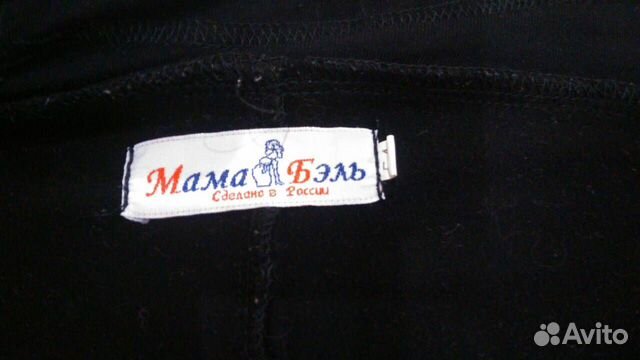 Мама Бэль
Сделано в России
Avito